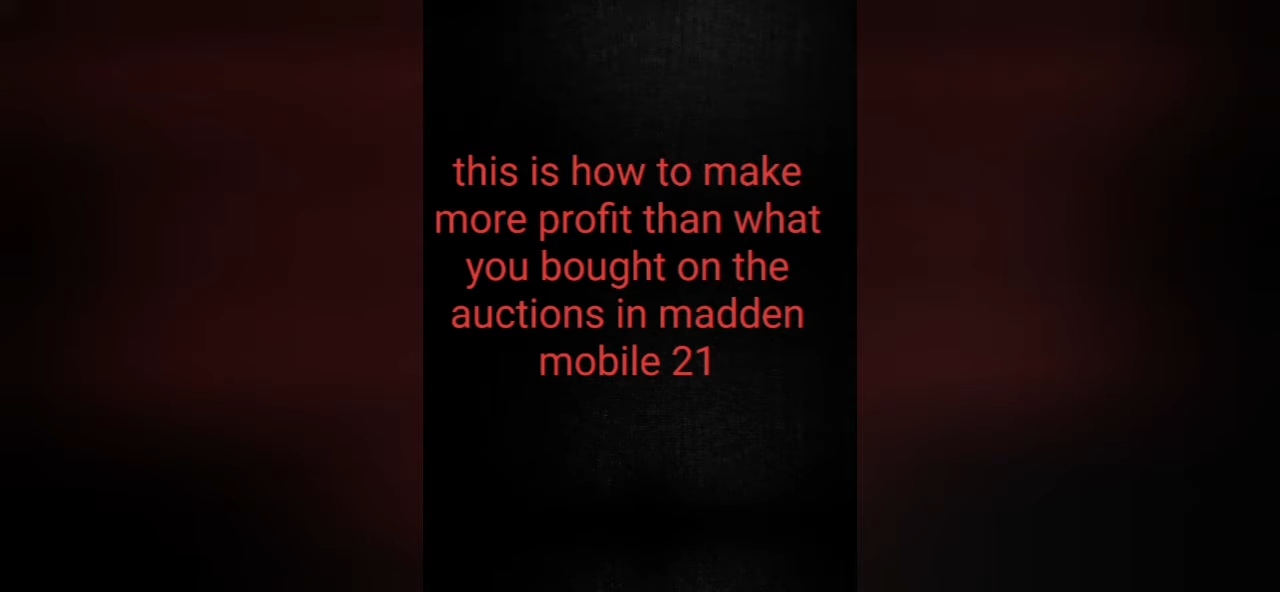 this is how to make
more profit than what
you bought on the
auctions in madden
mobile 21